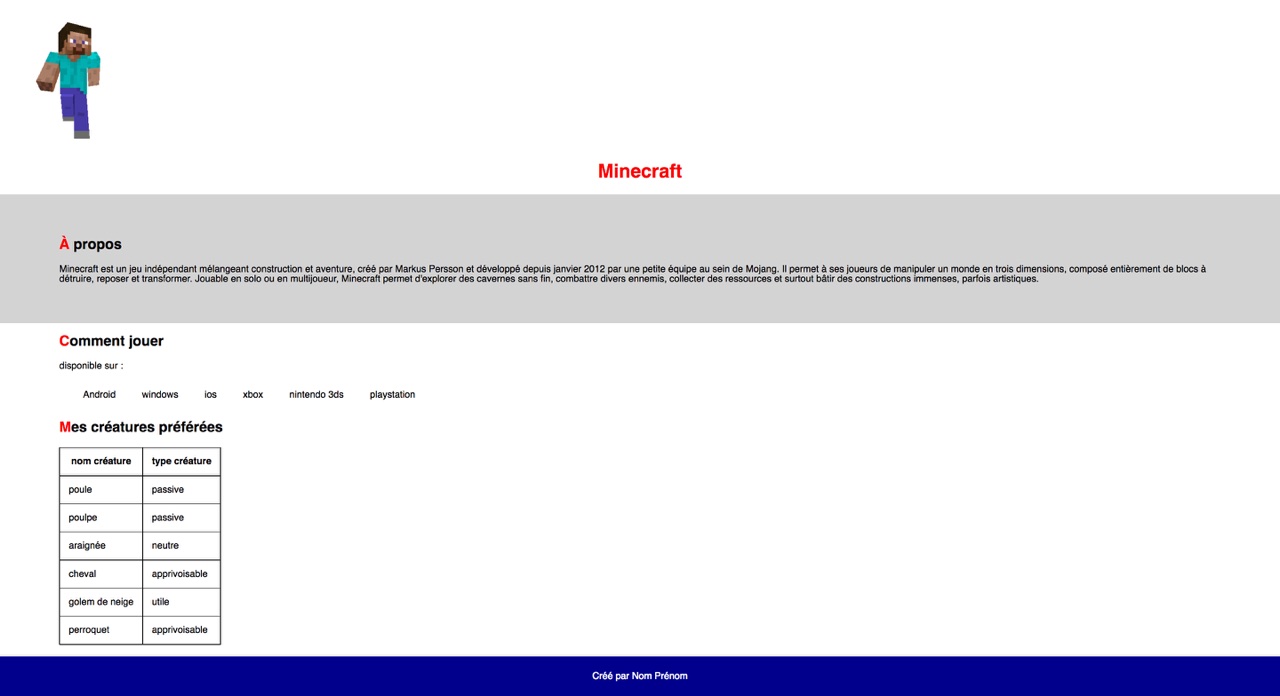 Minecraft
À propos
Minecraft est un jeu indépendant mélangeant construction et aventure, créé par Markus Persson et développé depuis janvier 2012 par une petite équipe au sein de Mojang. Il permet à ses joueurs de manipuler un monde en trois dimensions, composé entièrement de blocs à
détruire, reposer et transformer. Jouable en solo ou en multijoueur, Minecraft permet d'explorer des cavernes sans fin, combattre divers ennemis, collecter des ressources et surtout bâtir des constructions immenses, parfois artistiques.
Comment jouer
disponible sur :
Android windows ios xbox nintendo 3ds playstation
Mes créatures préférées
nom créature type créature
poule passive
poulpe passive
araignée neutre
cheval apprivoisable
golem de neige utile
perroquet apprivoisable
Créé par Nom Prénom